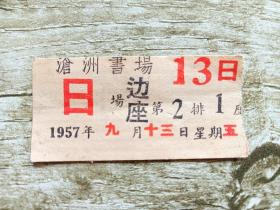 滄洲書場 13日
日場 边座 第2排1座
1957年九月十三日星期五